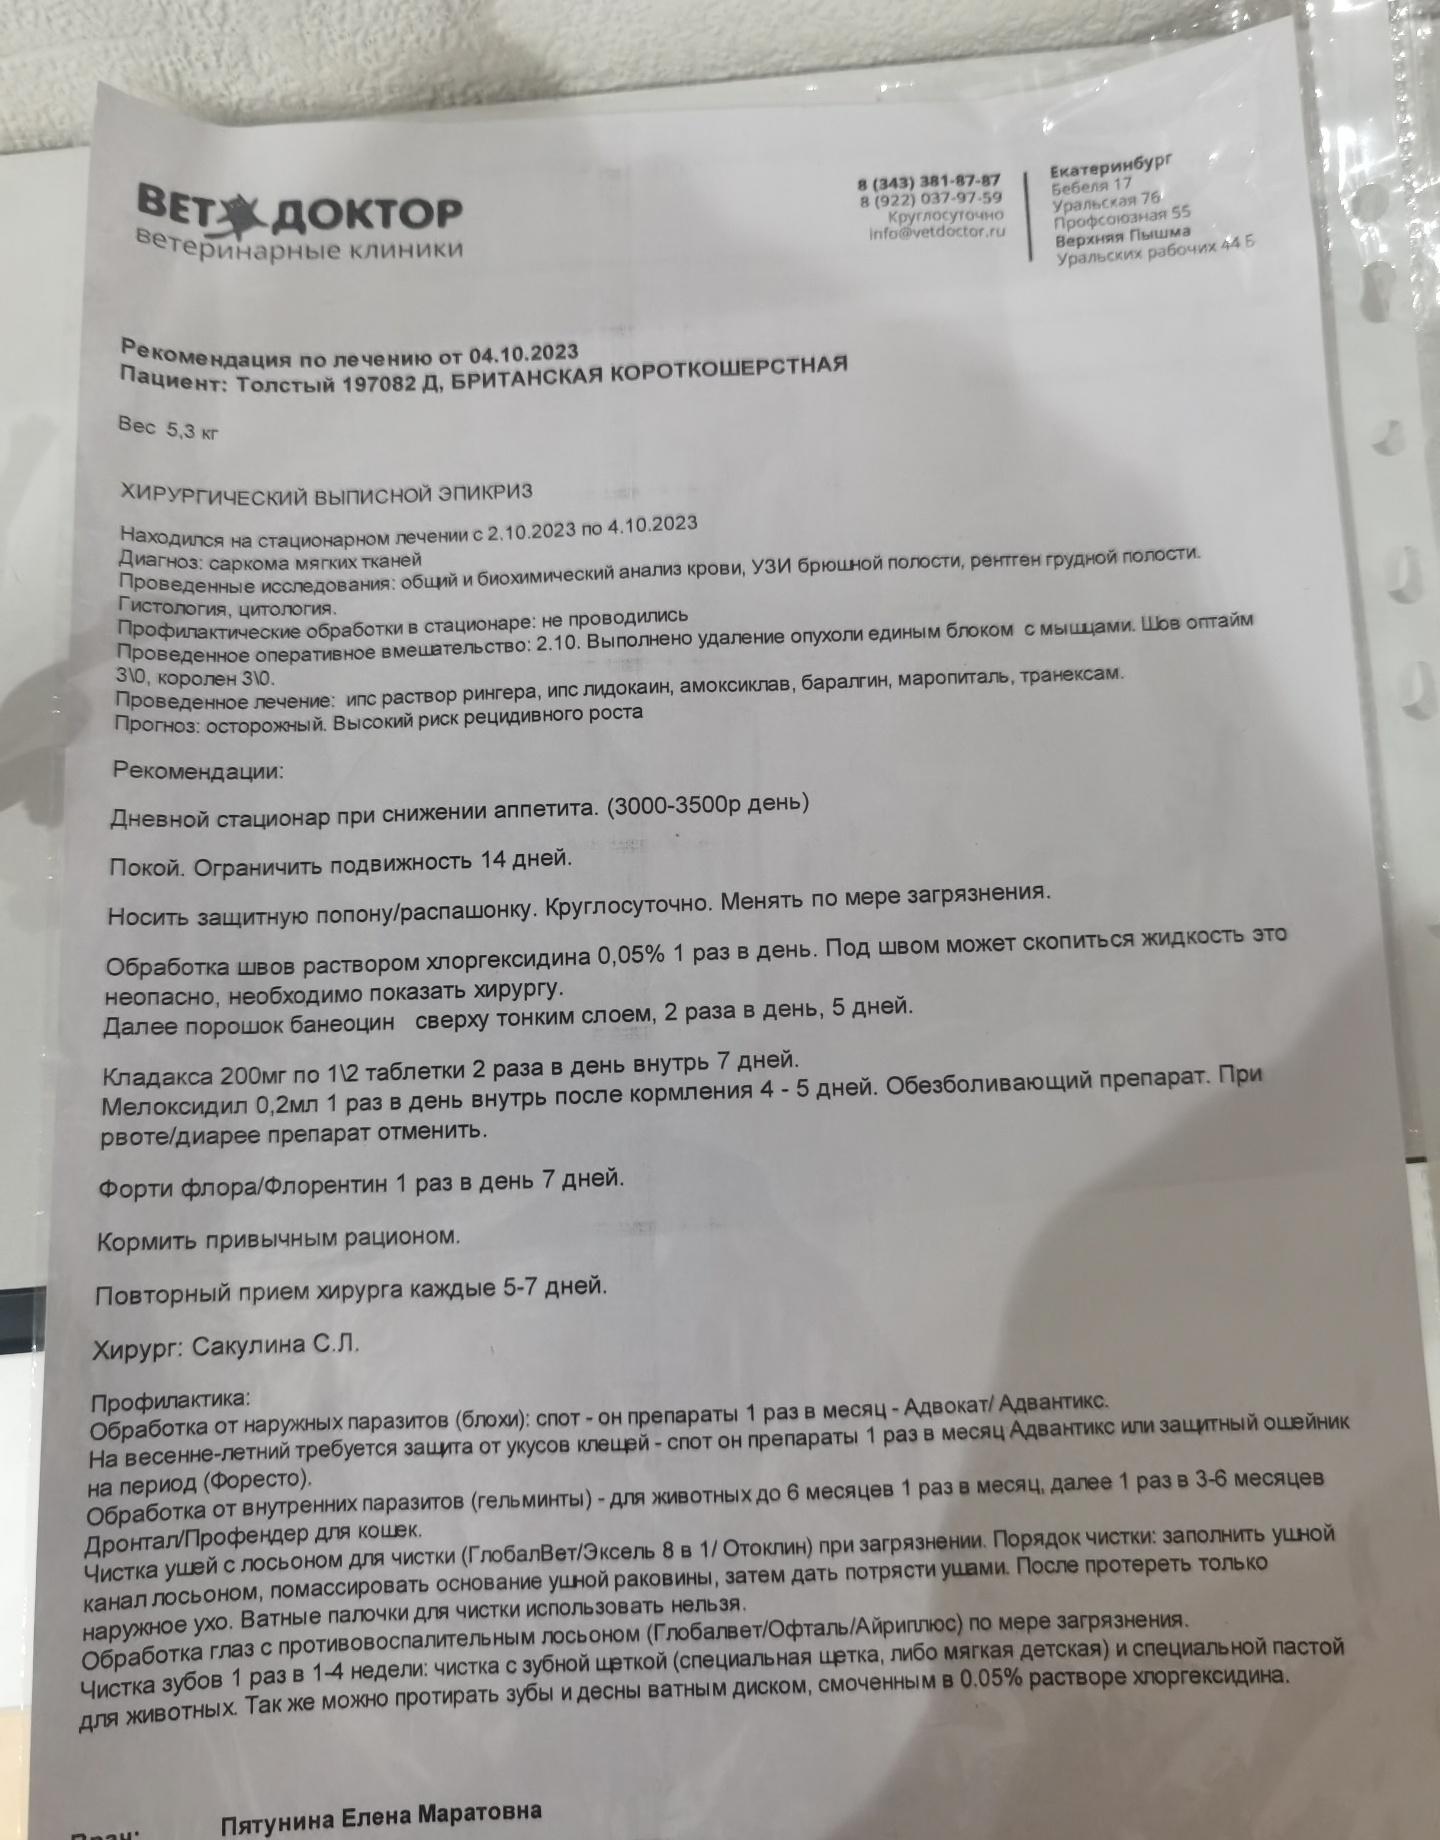 ВЕТ ДОКТОР
ветеринарные клиники
8 (343) 381-87-87
8 (922) 037-97-59
Круглосуточно
info@vetdoctor.ru
Екатеринбург
Бебеля 17
Уральская 76
Профсоюзная 55
Верхняя Пышма
Уральских рабочих 44 Б
Рекомендация по лечению от 04.10.2023
Пациент: Толстый 197082 Д, БРИТАНСКАЯ КОРОТКОШЕРСТНАЯ
Вес 5,3 кг
ХИРУРГИЧЕСКИЙ ВЫПИСНОЙ ЭПИКРИЗ
Находился на стационарном лечении с 2.10.2023 по 4.10.2023
Диагноз: саркома мягких тканей
Проведенные исследования: общий и биохимический анализ крови, УЗИ брюшной полости, рентген грудной полости.
Гистология, цитология.
Профилактические обработки в стационаре: не проводились
Проведенное оперативное вмешательство: 2.10. Выполнено удаление опухоли единым блоком с мышцами. Шов оптайм
3\0, королен 3\0.
Проведенное лечение: ипс раствор рингера, ипс лидокаин, амоксиклав, баралгин, маропиталь, транексам.
Прогноз: осторожный. Высокий риск рецидивного роста
Рекомендации:
Дневной стационар при снижении аппетита. (3000-3500р день)
Покой. Ограничить подвижность 14 дней.
Носить защитную попону/распашонку. Круглосуточно. Менять по мере загрязнения.
Обработка швов раствором хлоргексидина 0,05% 1 раз в день. Под швом может скопиться жидкость это
неопасно, необходимо показать хирургу.
Далее порошок банеоцин сверху тонким слоем, 2 раза в день, 5 дней.
Кладакса 200мг по 1\2 таблетки 2 раза в день внутрь 7 дней.
Мелоксидил 0,2мл 1 раз в день внутрь после кормления 4 - 5 дней. Обезболивающий препарат. При
рвоте/диарее препарат отменить.
Форти флора/Флорентин 1 раз в день 7 дней.
Кормить привычным рационом.
Повторный прием хирурга каждые 5-7 дней.
Хирург: Сакулина С.Л.
Профилактика:
Обработка от наружных паразитов (блохи): спот - он препараты 1 раз в месяц - Адвокат/ Адвантикс.
На весенне-летний требуется защита от укусов клещей - спот он препараты 1 раз в месяц Адвантикс или защитный ошейник
на период (Форесто).
Обработка от внутренних паразитов (гельминты) - для животных до 6 месяцев 1 раз в месяц, далее 1 раз в 3-6 месяцев
Дронтал/Профендер для кошек.
Чистка ушей с лосьоном для чистки (ГлобалВет/Эксель 8 в 1/ Отоклин) при загрязнении. Порядок чистки: заполнить ушной
канал лосьоном, помассировать основание ушной раковины, затем дать потрясти ушами. После протереть только
наружное ухо. Ватные палочки для чистки использовать нельзя.
Обработка глаз с противовоспалительным лосьоном (Глобалвет/Офталь/Айриплюс) по мере загрязнения.
Чистка зубов 1 раз в 1-4 недели: чистка с зубной щеткой (специальная щетка, либо мягкая детская) и специальной пастой
для животных. Так же можно протирать зубы и десны ватным диском, смоченным в 0.05% растворе хлоргексидина.
Врач: Пятунина Елена Маратовна